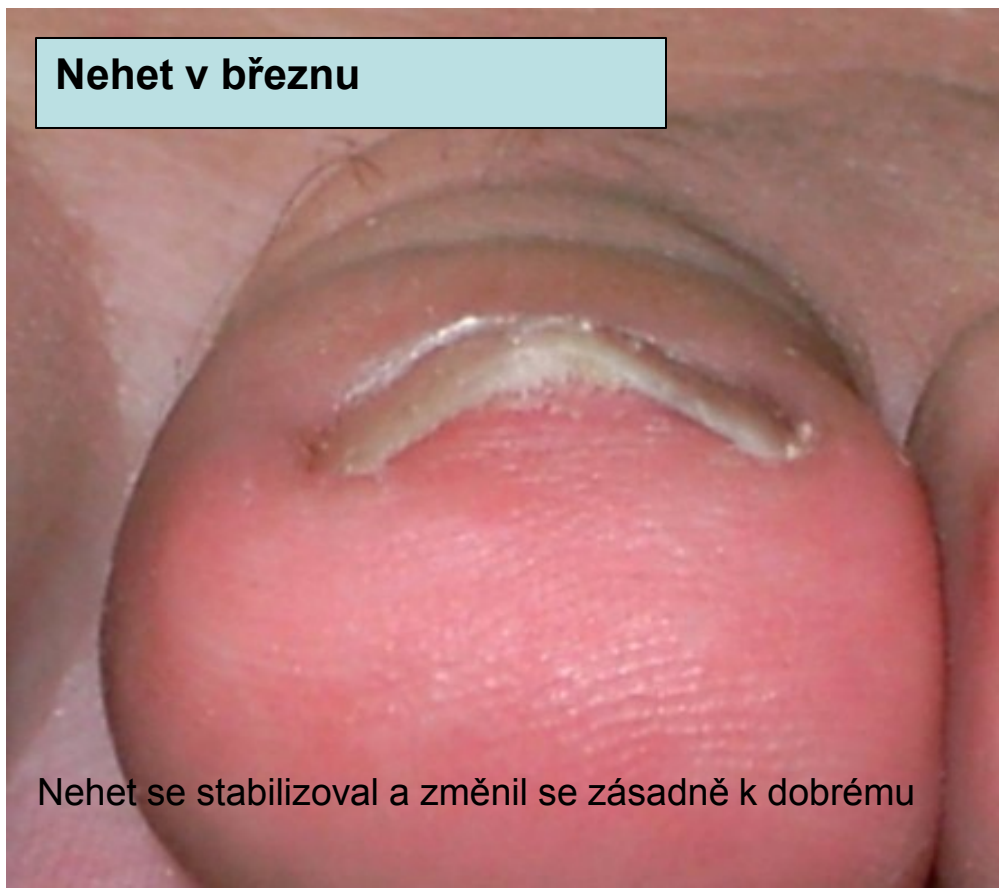 Nehet v březnu
Nehet se stabilizoval a změnil se zásadně k dobrému